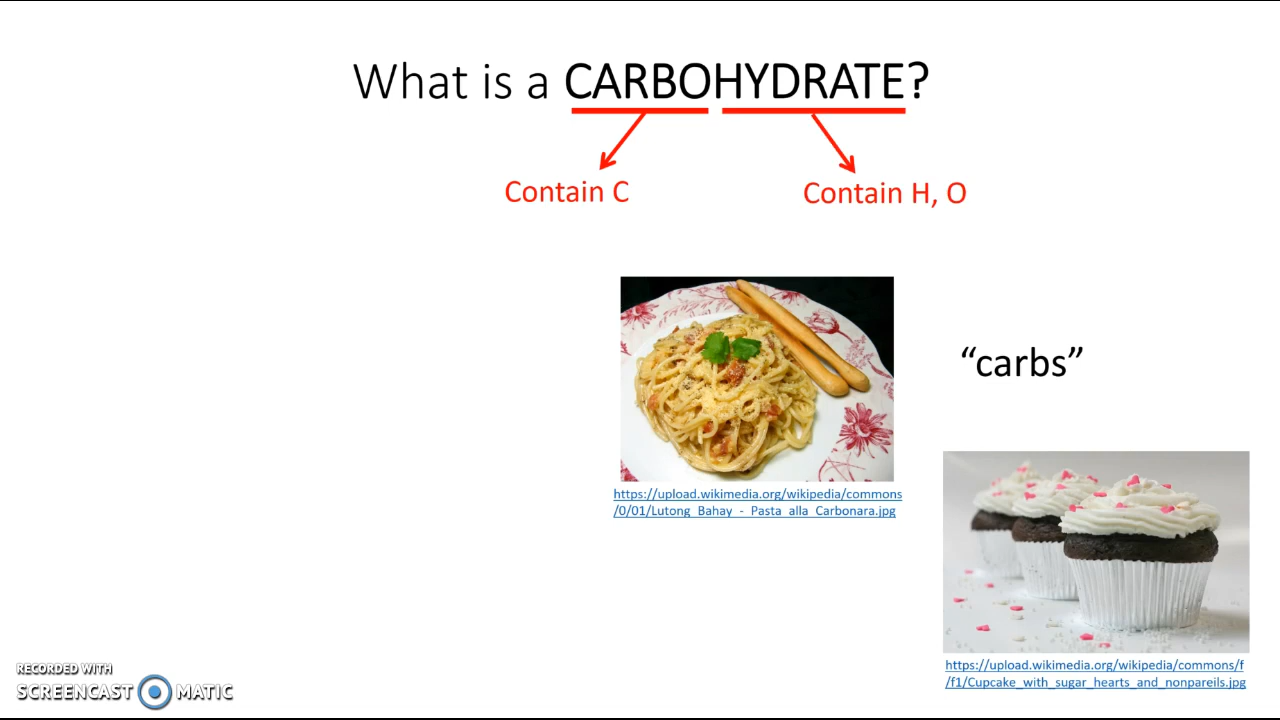 What is a CARBOHYDRATE?
Contain C
Contain H, O
“carbs”
https://upload.wikimedia.org/wikipedia/commons
/0/01/Lutong_Bahay_-_Pasta_alla_Carbonara.jpg
https://upload.wikimedia.org/wikipedia/commons/f
/f1/Cupcake_with_sugar_hearts_and_nonpareils.jpg
RECORDED WITH
SCREENCAST MATIC